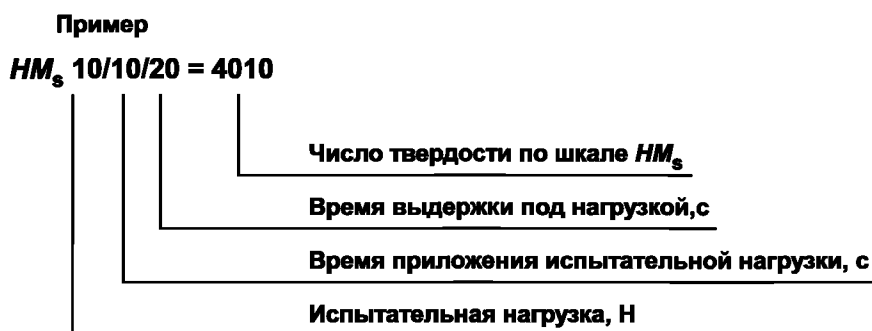 Пример
HMs 10/10/20 = 4010
Число твердости по шкале HMs
Время выдержки под нагрузкой,с
Время приложения испытательной нагрузки, с
Испытательная нагрузка, Н